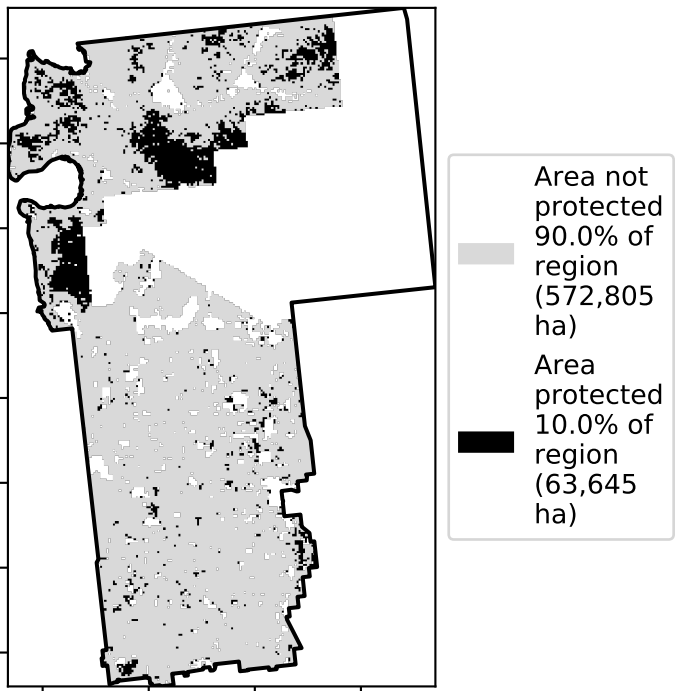 Area not
protected
90.0% of
region
(572,805
ha)
Area
protected
10.0% of
region
(63,645
ha)